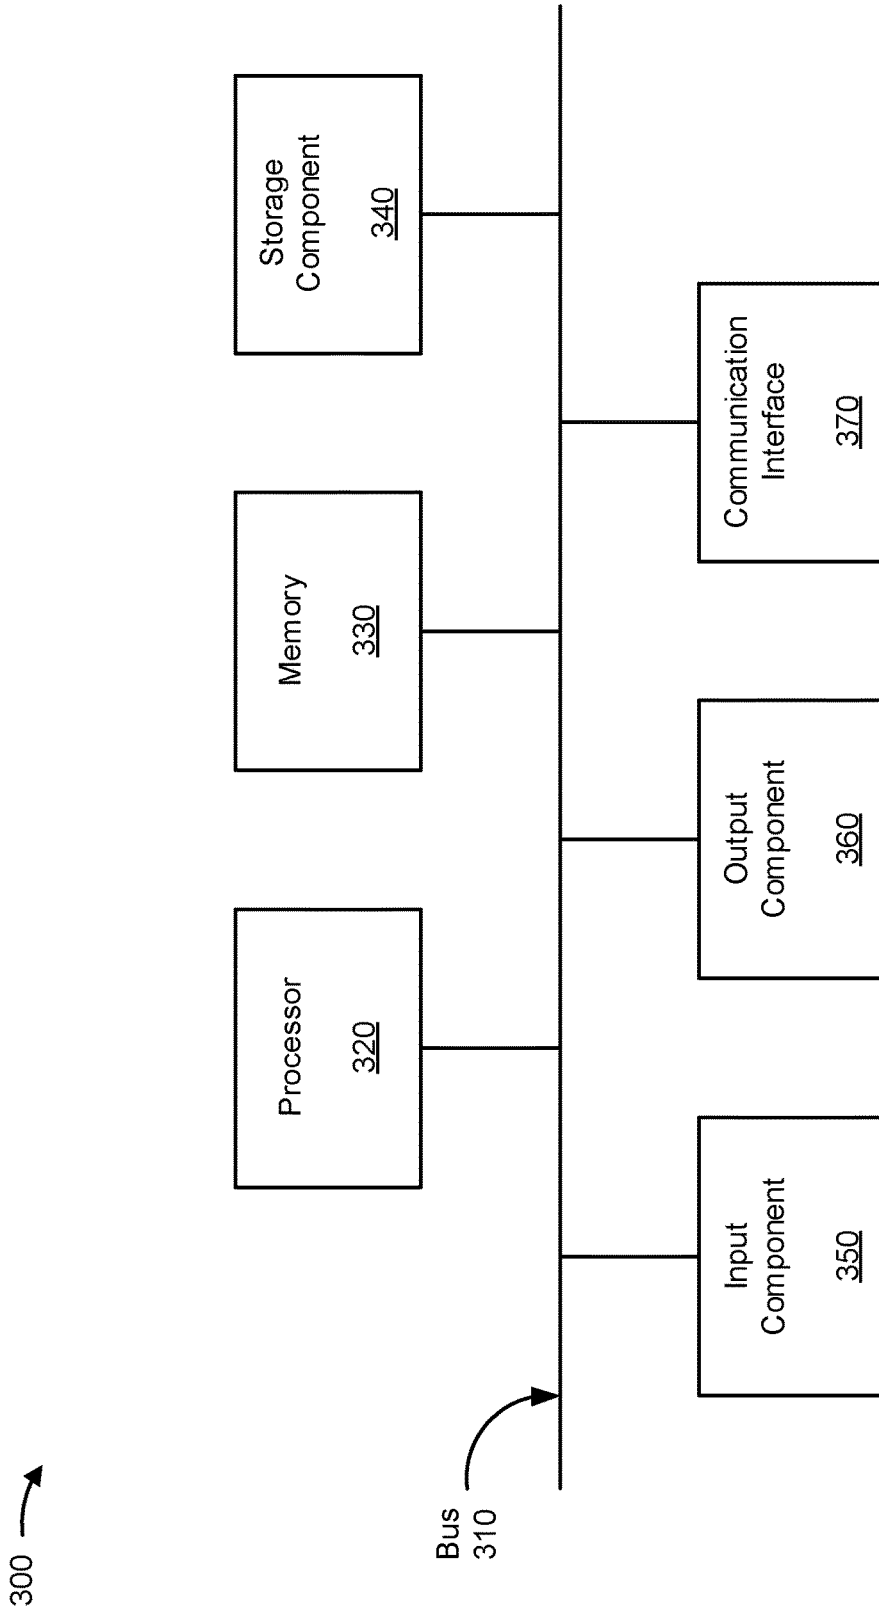 300
Processor
320
Memory
330
Storage
Component
340
Bus
310
Input
Component
350
Output
Component
360
Communication
Interface
370